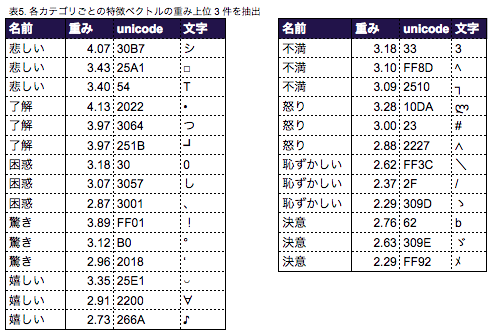 表5. 各カテゴリごとの特徴ベクトルの重み上位 3 件を抽出
名前 重み unicode 文字
悲しい 4.07 30B7 シ
悲しい 3.43 25A1 □
悲しい 3.40 54 T
了解 4.13 2022 •
了解 3.97 3064 つ
了解 3.97 251B ┛
困惑 3.18 30 0
困惑 3.07 3057 し
困惑 2.87 3001 、
驚き 3.89 FF01 ！
驚き 3.12 B0 °
驚き 2.96 2018 ‘
嬉しい 3.35 25E1 ◡
嬉しい 2.91 2200 ∀
嬉しい 2.73 266A ♪
名前 重み unicode 文字
不満 3.18 33 3
不満 3.10 FF8D ﾍ
不満 3.09 2510 ┐
怒り 3.28 10DA ლ
怒り 3.00 23 #
怒り 2.88 2227 ∧
恥ずかしい 2.62 FF3C ＼
恥ずかしい 2.37 2F /
恥ずかしい 2.29 309D ゝ
決意 2.76 62 b
決意 2.63 309E ゞ
決意 2.29 FF92 ﾒ